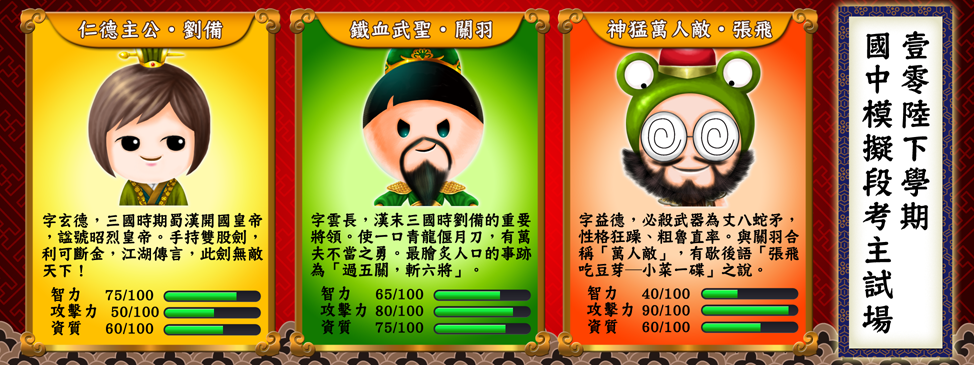 仁德主公・劉備
字玄德，三國時期蜀漢開國皇帝
，諡號昭烈皇帝。手持雙股劍，
利可斷金，江湖傳言，此劍無敵
天下！
智力 75/100
攻擊力 50/100
資質 60/100
鐵血武聖・關羽
字雲長，漢末三國時劉備的重要
將領。使一口青龍偃月刀，有萬
夫不當之勇。最膾炙人口的事跡
為「過五關，斬六將」。
智力 65/100
攻擊力 80/100
資質 75/100
神猛萬人敵・張飛
字益德，必殺武器為丈八蛇矛，
性格狂躁、粗魯直率。與關羽合
稱「萬人敵」，有歇後語「張飛
吃豆芽─小菜一碟」之說。
智力 40/100
攻擊力 90/100
資質 60/100
壹零陸下學期
國中模擬段考主試場